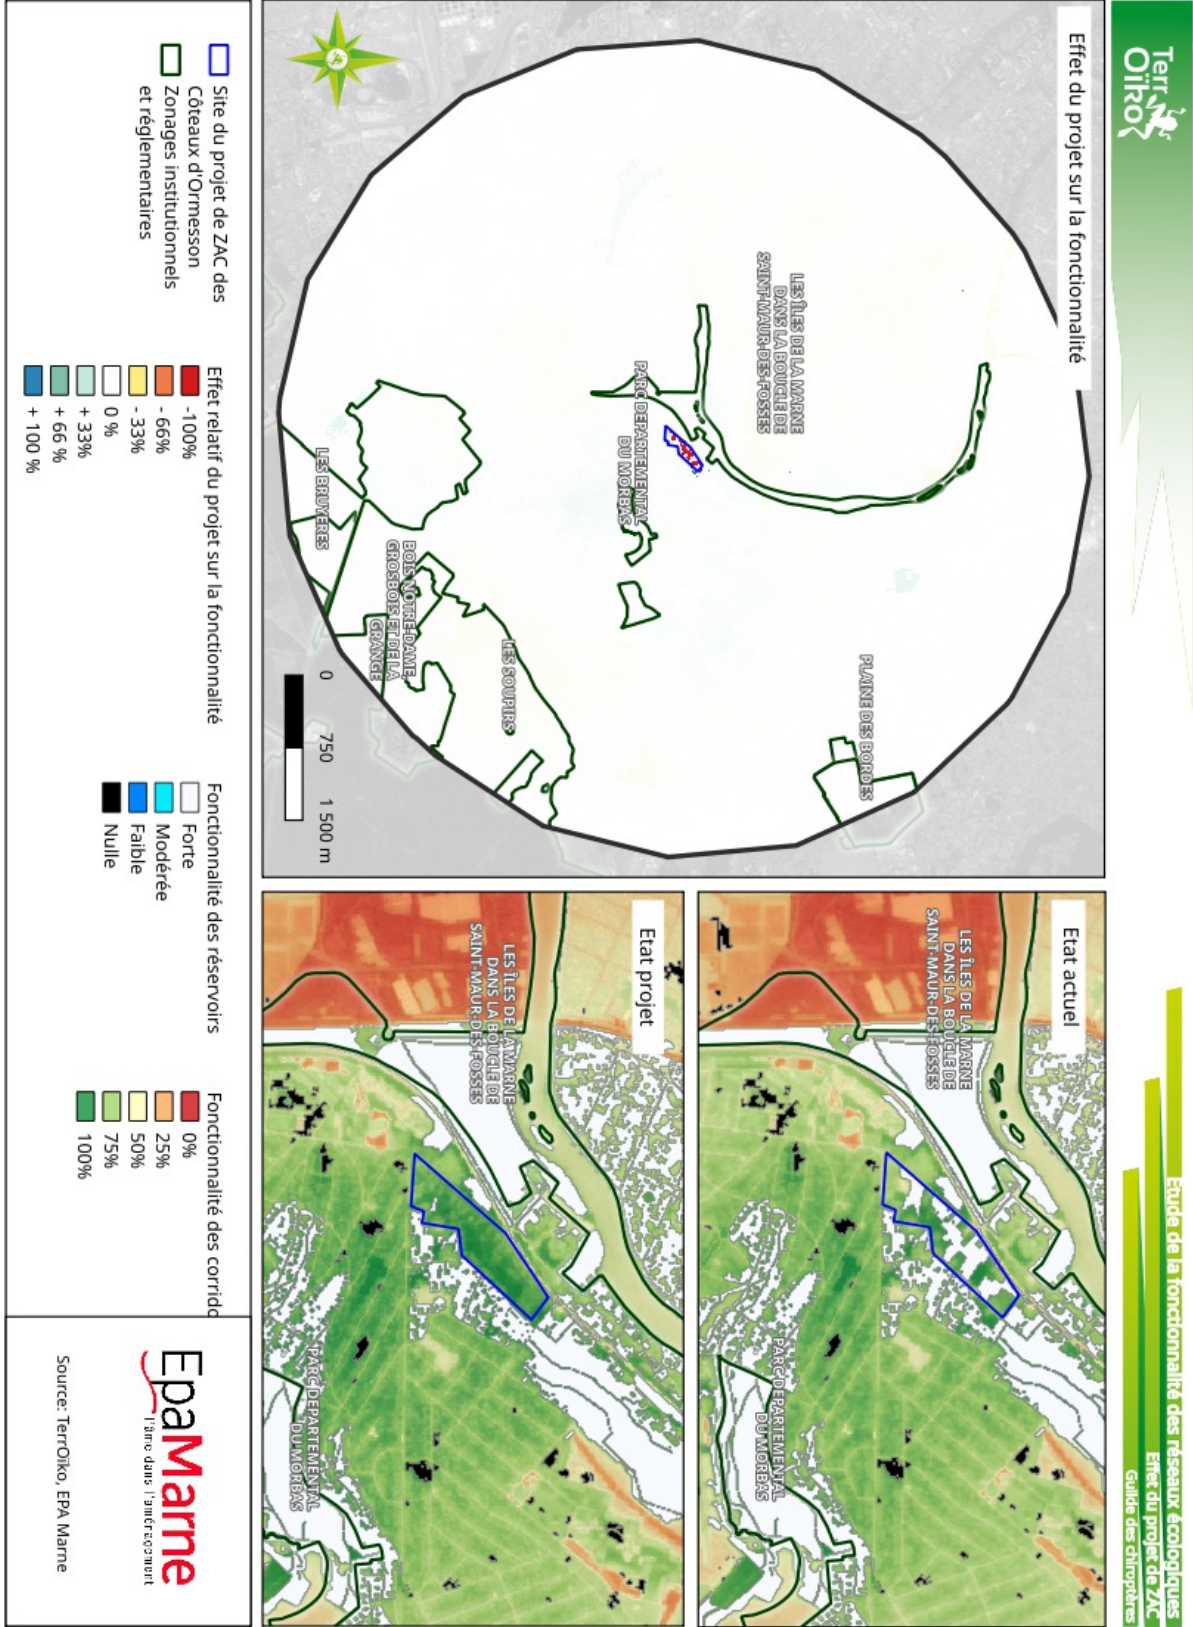 Terr
Oïko
Etude de la fonctionnalité des réseaux écologiques
Effet du projet de ZAC
Guilde des chiroptères
Effet du projet sur la fonctionnalité
LES ÎLES DE LA MARNE
DANS LA BOUCLE DE
SAINT-MAUR-DES-FOSSES
PARC DEPARTEMENTAL
DU MORBAS
PLAINE DES BORDES
LES SOUPIRS
BOIS NOTRE-DAME,
GROSBOIS ET DE LA
GRANGE
LES BRUYERES
0 750 1 500 m
Etat actuel
LES ÎLES DE LA MARNE
DANS LA BOUCLE DE
SAINT-MAUR-DES-FOSSES
PARC DEPARTEMENTAL
DU MORBAS
Etat projet
LES ÎLES DE LA MARNE
DANS LA BOUCLE DE
SAINT-MAUR-DES-FOSSES
PARC DEPARTEMENTAL
DU MORBAS
Site du projet de ZAC des
Côteaux d'Ormesson
Zonages institutionnels
et réglementaires
Effet relatif du projet sur la fonctionnalité
-100%
- 66%
- 33%
0 %
+ 33%
+ 66 %
+ 100 %
Fonctionnalité des réservoirs
Forte
Modérée
Faible
Nulle
Fonctionnalité des corrido
0%
25%
50%
75%
100%
EpaMarne
l'âme dans l'aménagement
Source: TerrOïko, EPA Marne